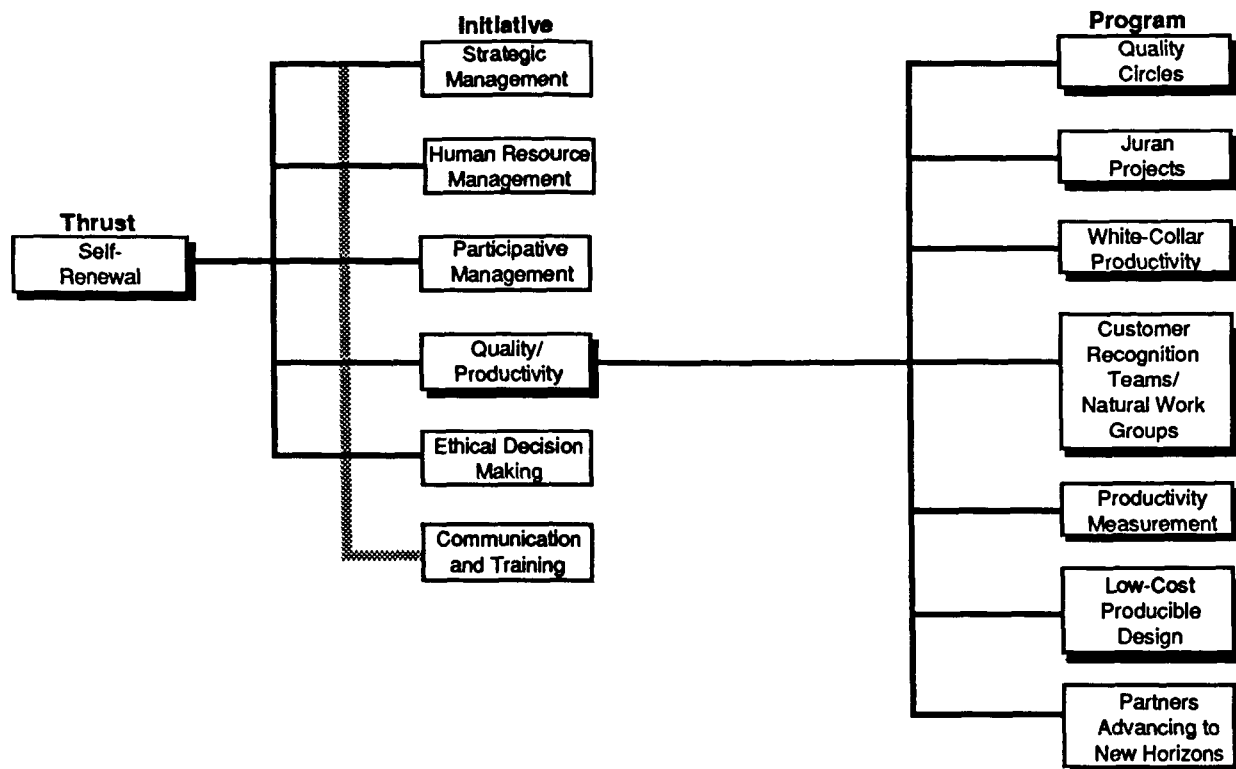 Thrust
Self-
Renewal
Initiative
Strategic
Management
Human Resource
Management
Participative
Management
Quality/
Productivity
Ethical Decision
Making
Communication
and Training
Program
Quality
Circles
Juran
Projects
White-Collar
Productivity
Customer
Recognition
Teams/
Natural Work
Groups
Productivity
Measurement
Low-Cost
Producible
Design
Partners
Advancing to
New Horizons